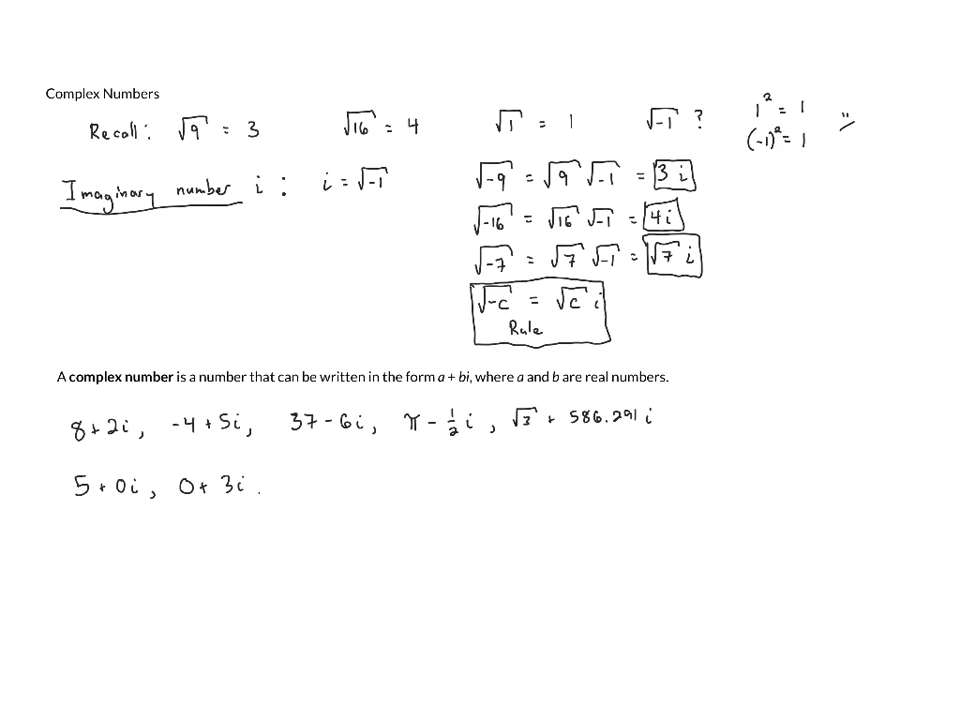 Complex Numbers
Recall: √9 = 3 √16 = 4 √1 = 1 √-1 ? 1² = 1
(-1)² = 1
Imaginary number i : i = √-1
√-9 = √9 √-1 = 3 i
√-16 = √16 √-1 = 4i
√-7 = √7 √-1 = √7 i
√-c = √c i
Rule
A complex number is a number that can be written in the form a + bi, where a and b are real numbers.
8 + 2i, -4 + 5i, 37 - 6i, π - 1/2 i, √3 + 586.291 i
5 + 0i, 0 + 3i.